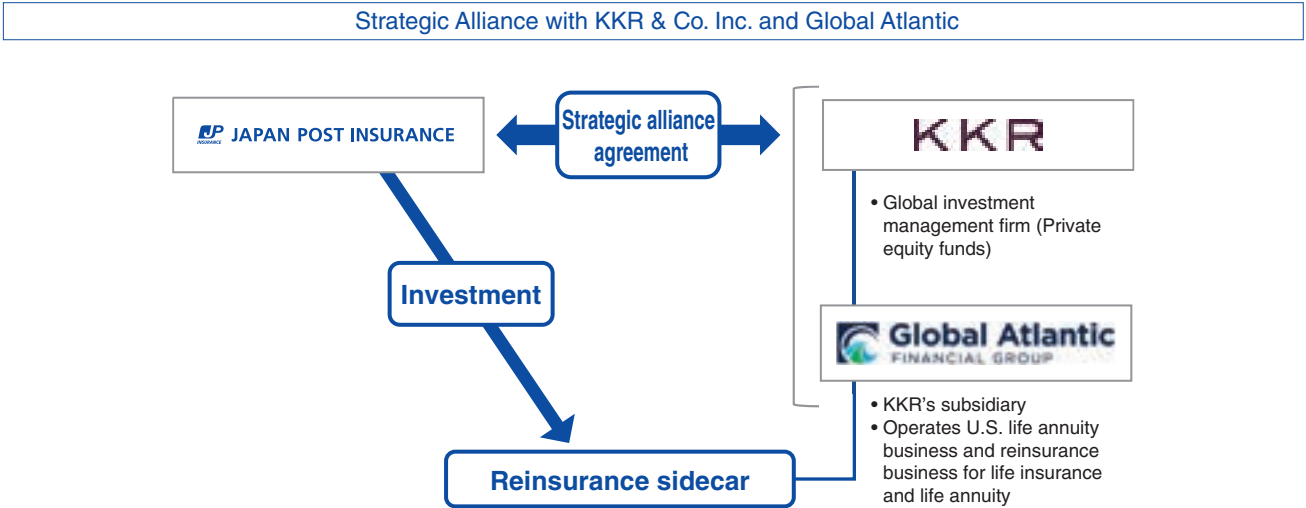 Strategic Alliance with KKR & Co. Inc. and Global Atlantic
JP INSURANCE
JAPAN POST INSURANCE
Strategic alliance
agreement
KKR
• Global investment
management firm (Private
equity funds)
Investment
Global Atlantic
FINANCIAL GROUP
• KKR's subsidiary
• Operates U.S. life annuity
business and reinsurance
business for life insurance
and life annuity
Reinsurance sidecar